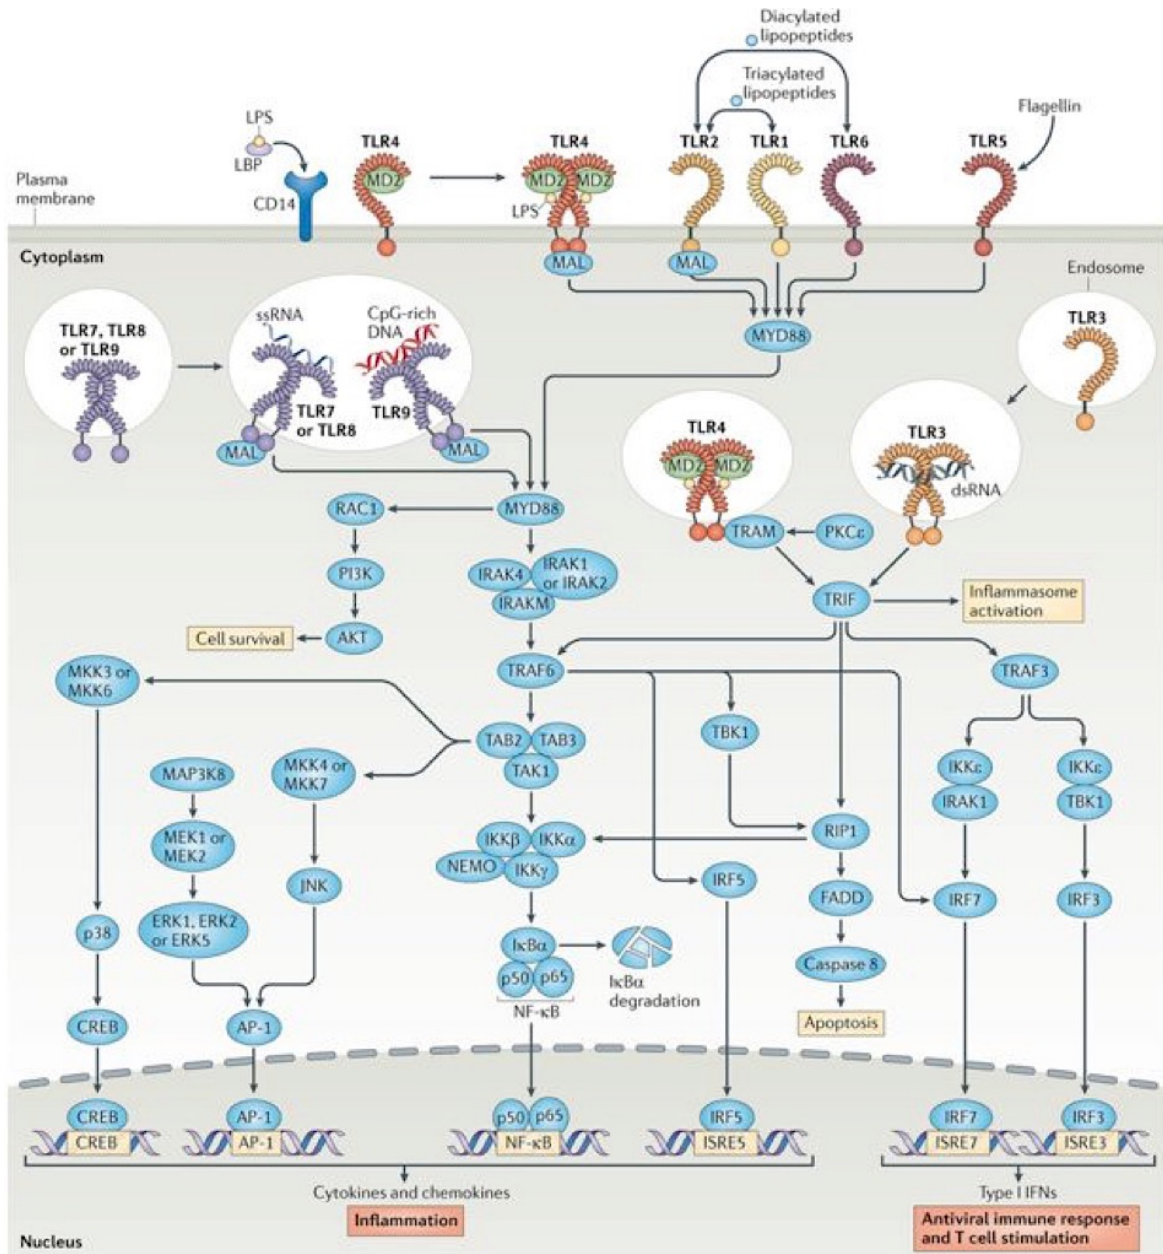 Diacylated
lipopeptides
Triacylated
lipopeptides
LPS
LBP
CD14
TLR4
MD2
TLR4
MD2 MD2
LPS
TLR2
TLR1
TLR6
TLR5
Flagellin
Plasma
membrane
Cytoplasm
MAL
MAL
MYD88
Endosome
TLR3
TLR7, TLR8
or TLR9
ssRNA
CpG-rich
DNA
TLR7
or TLR8
TLR9
MAL
MAL
TLR4
MD2 MD2
TLR3
dsRNA
RAC1
MYD88
TRAM
PKCε
PI3K
IRAK4
IRAK1
or IRAK2
IRAKM
TRIF
Inflammasome
activation
Cell survival
AKT
MKK3 or
MKK6
TRAF6
TRAF3
TAB2
TAB3
TAK1
TBK1
MAP3K8
MKK4 or
MKK7
IKKε
IRAK1
IKKε
TBK1
MEK1 or
MEK2
IKKβ
IKKα
NEMO
IKKγ
RIP1
JNK
IRF5
FADD
IRF7
IRF3
p38
ERK1, ERK2
or ERK5
IκBα
p50
p65
NF-κB
IκBα
degradation
Caspase 8
Apoptosis
CREB
AP-1
CREB
CREB
AP-1
AP-1
p50
p65
NF-κB
IRF5
ISRE5
IRF7
ISRE7
IRF3
ISRE3
Cytokines and chemokines
Inflammation
Type I IFNs
Antiviral immune response
and T cell stimulation
Nucleus